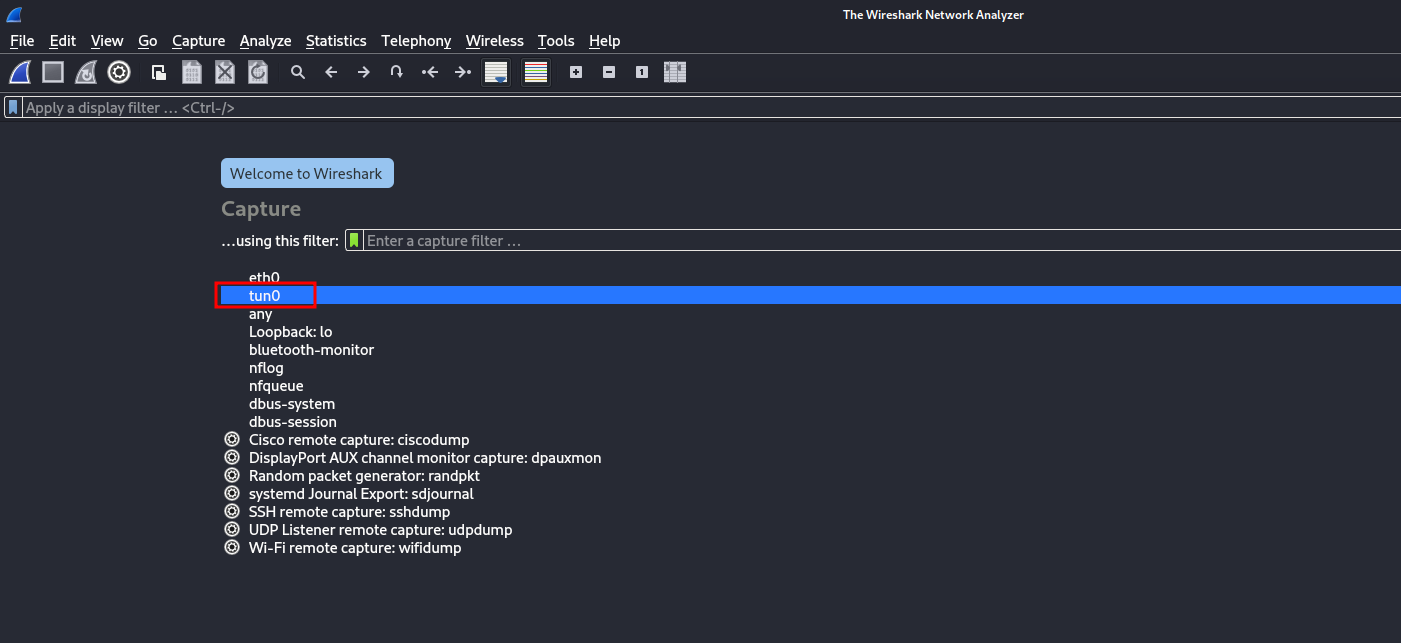 The Wireshark Network Analyzer
File Edit View Go Capture Analyze Statistics Telephony Wireless Tools Help
1
Apply a display filter … <Ctrl-/>
Welcome to Wireshark
Capture
…using this filter: Enter a capture filter …
eth0
tun0
any
Loopback: lo
bluetooth-monitor
nflog
nfqueue
dbus-system
dbus-session
Cisco remote capture: ciscodump
DisplayPort AUX channel monitor capture: dpauxmon
Random packet generator: randpkt
systemd Journal Export: sdjournal
SSH remote capture: sshdump
UDP Listener remote capture: udpdump
Wi-Fi remote capture: wifidump